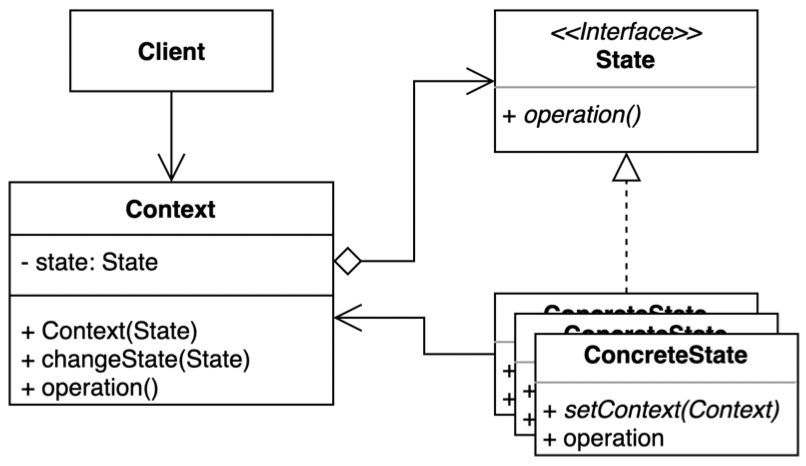 Client
<<Interface>>
State
+ operation()
Context
- state: State
+ Context(State)
+ changeState(State)
+ operation()
ConcreteState
ConcreteState
ConcreteState
+
+
+
+
+ setContext(Context)
+ operation